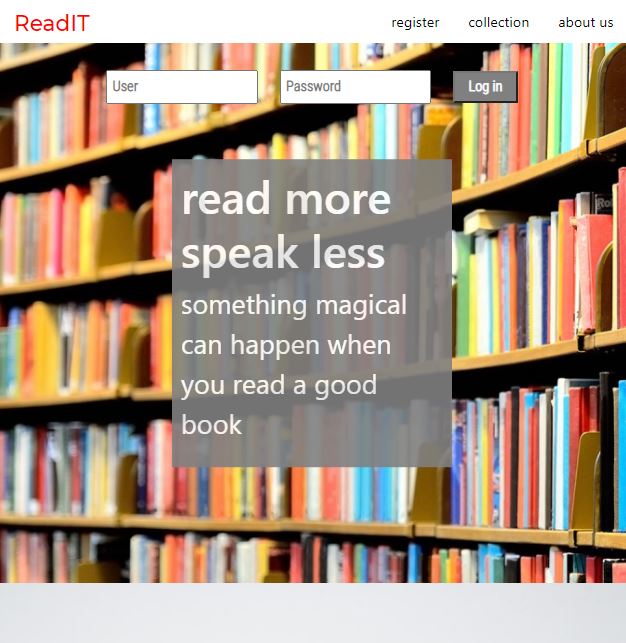 ReadIT
register collection about us
User Password Log in
read more
speak less
something magical
can happen when
you read a good
book